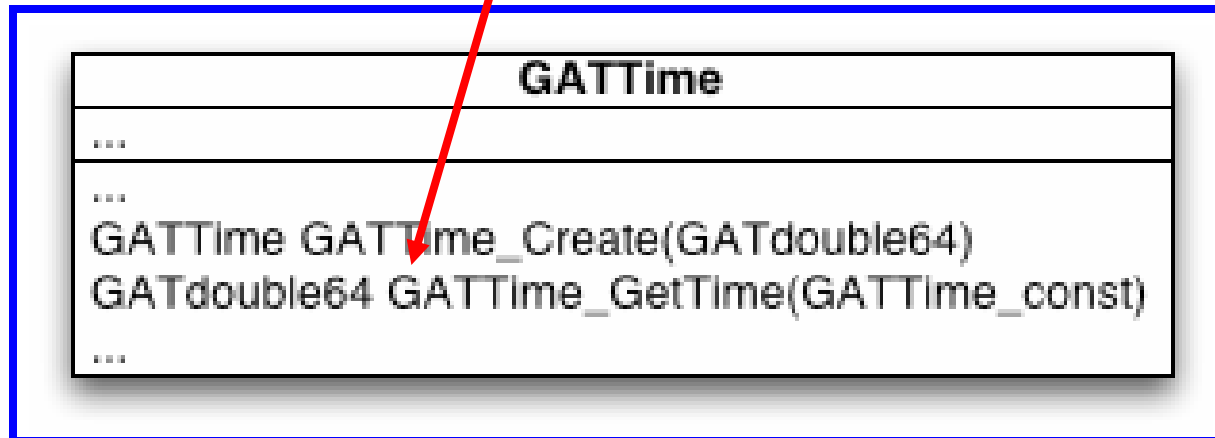 GATTime
...
...
GATTime GATTime_Create(GATdouble64)
GATdouble64 GATTime_GetTime(GATTime_const)
...